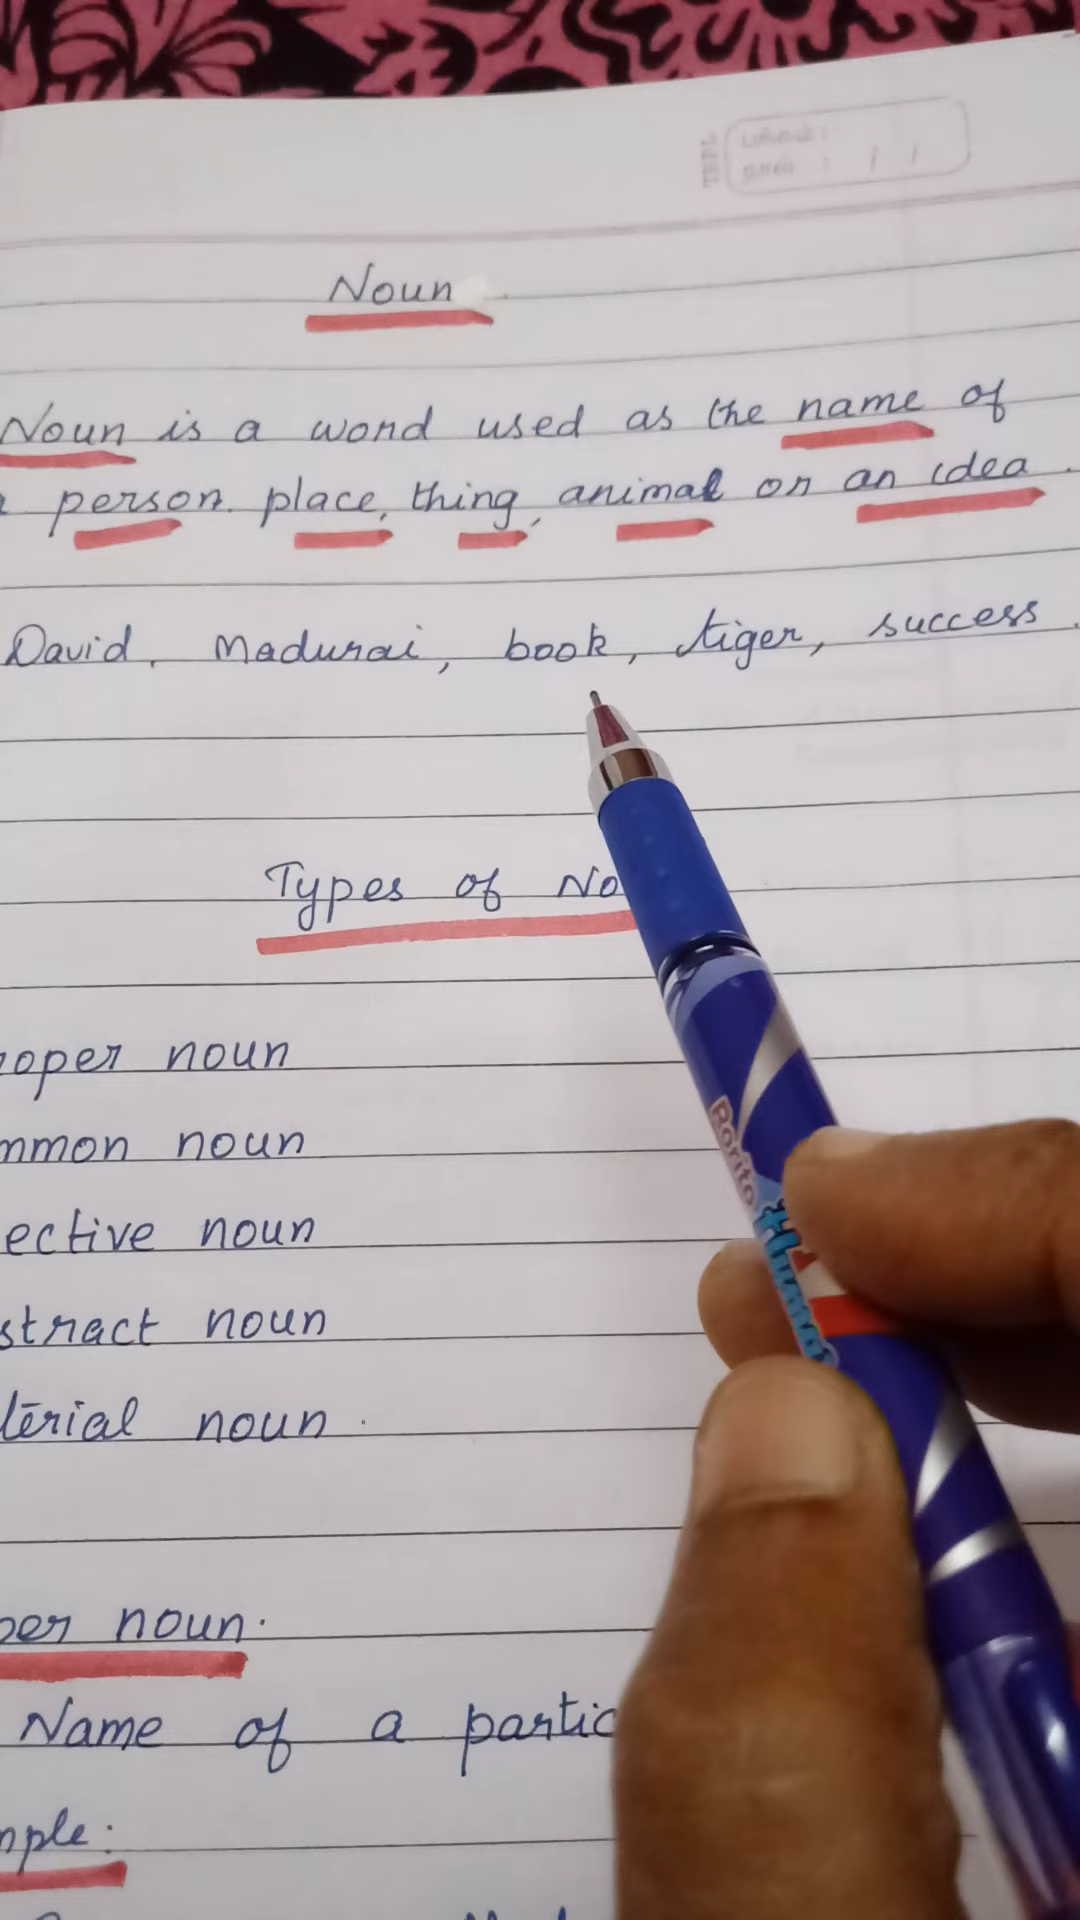 Noun
Noun is a word used as the name of
person, place, thing, animal or an idea.
David, Madurai, book, tiger, success.
Types of No
oper noun
mmon noun
ective noun
stract noun
terial noun.
per noun.
Name of a partic
mple:
Rorito